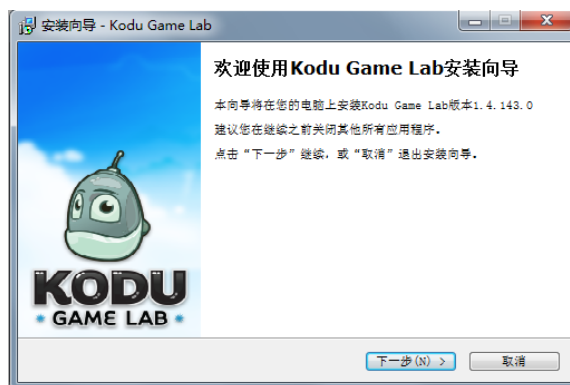 安装向导 - Kodu Game Lab
欢迎使用Kodu Game Lab安装向导
本向导将在您的电脑上安装Kodu Game Lab版本1.4.143.0
建议您在继续之前关闭其他所有应用程序。
点击“下一步”继续，或“取消”退出安装向导。
KODU
GAME LAB
下一步(N) >
取消